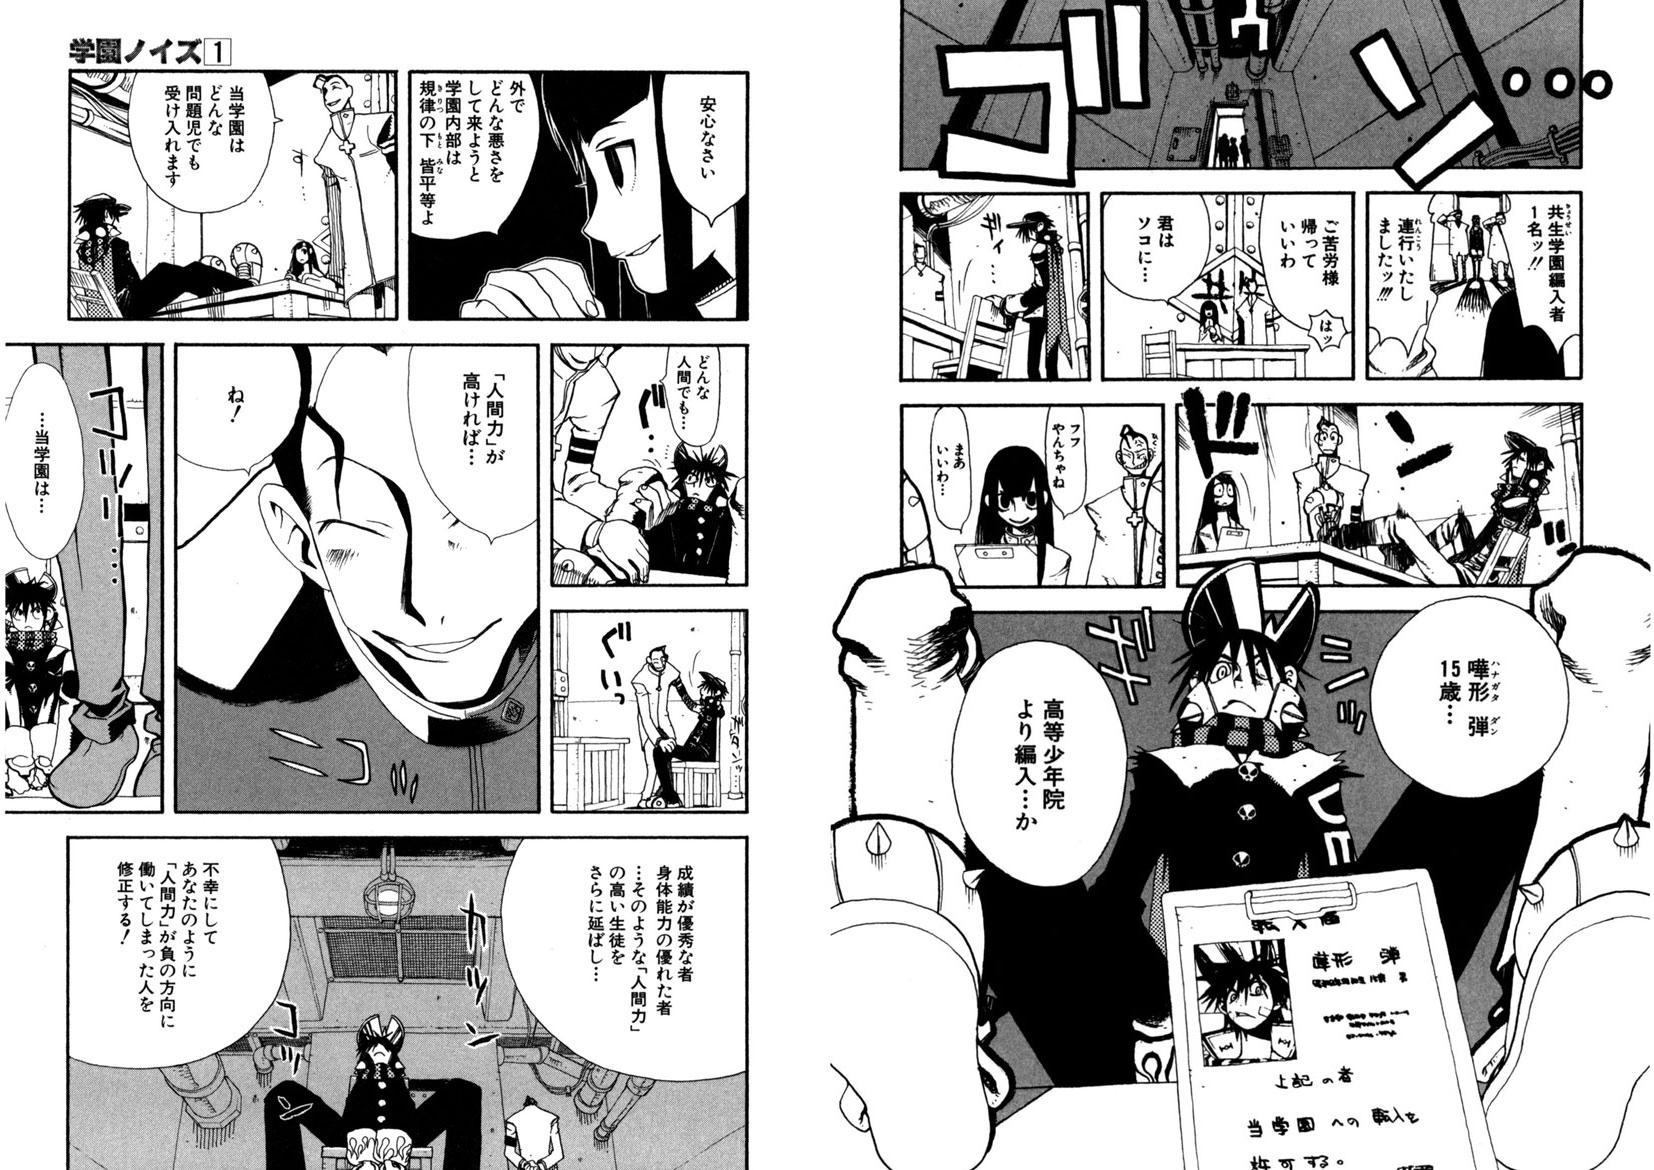 ゴゴ
…
共生学園編入者
1名ッ!!
連行いたし
ましたッ!!!
ご苦労様
帰って
いいわ
はッ
君は
ソコに…
ギィ…
ドドン
フフ
やんちゃね
まあ
いいわ…
嘩形 弾
ハナガタ ダン
15歳…
高等少年院
より編入…か
嘩形 弾
上記の者
当学園への転入を
許可する。
学園ノイズ1
安心なさい
外で
どんな悪さを
して来ようと
学園内部は
規律の下 皆平等よ
当学園は
どんな
問題児でも
受け入れます
どんな
人間でも…
ぐ…
ぐいっ
ガタンッ
「人間力」が
高ければ…
ね!
コツ…
…当学園は…
成績が優秀な者
身体能力の優れた者
…そのような「人間力」
の高い生徒を
さらに延ばし…
カン
コツ
不幸にして
あなたのように
「人間力」が負の方向に
働いてしまった人を
修正する!